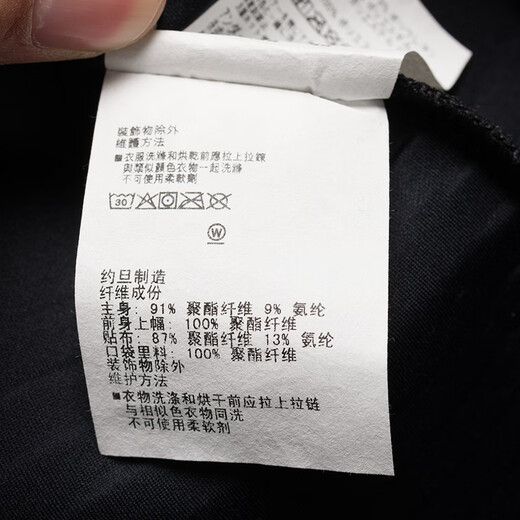 裝飾物除外
維護方法
■衣服洗滌和烘乾前應拉上拉鏈
與類似顏色衣物一起洗滌
不可使用柔軟劑
30
W
约旦制造
纤维成份
主身: 91% 聚酯纤维 9% 氨纶
前身上幅: 100% 聚酯纤维
贴布: 87% 聚酯纤维 13% 氨纶
口袋里料: 100% 聚酯纤维
装饰物除外
维护方法
■衣物洗涤和烘干前应拉上拉链
与相似色衣物同洗
不可使用柔软剂